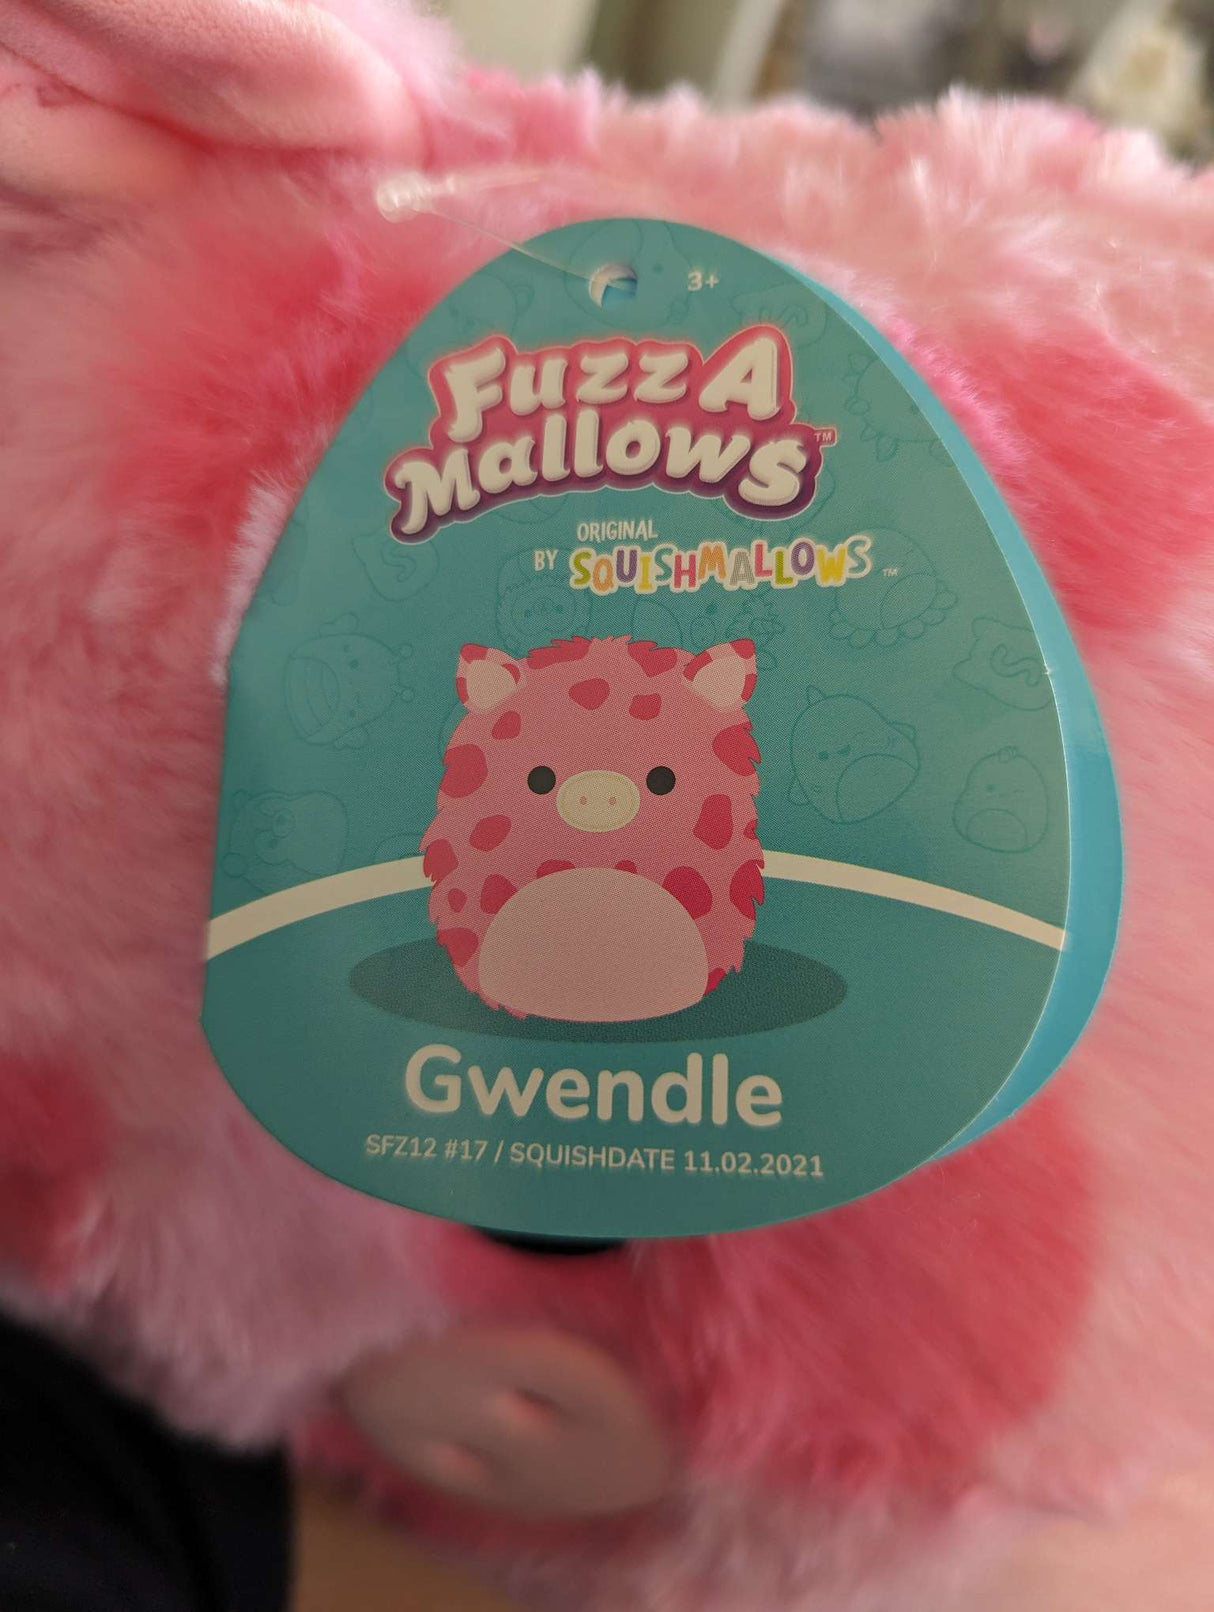 3+
FuzzA
Mallows™
ORIGINAL
BY SQUISHMALLOWS™
Gwendle
SFZ12 #17 / SQUISHDATE 11.02.2021